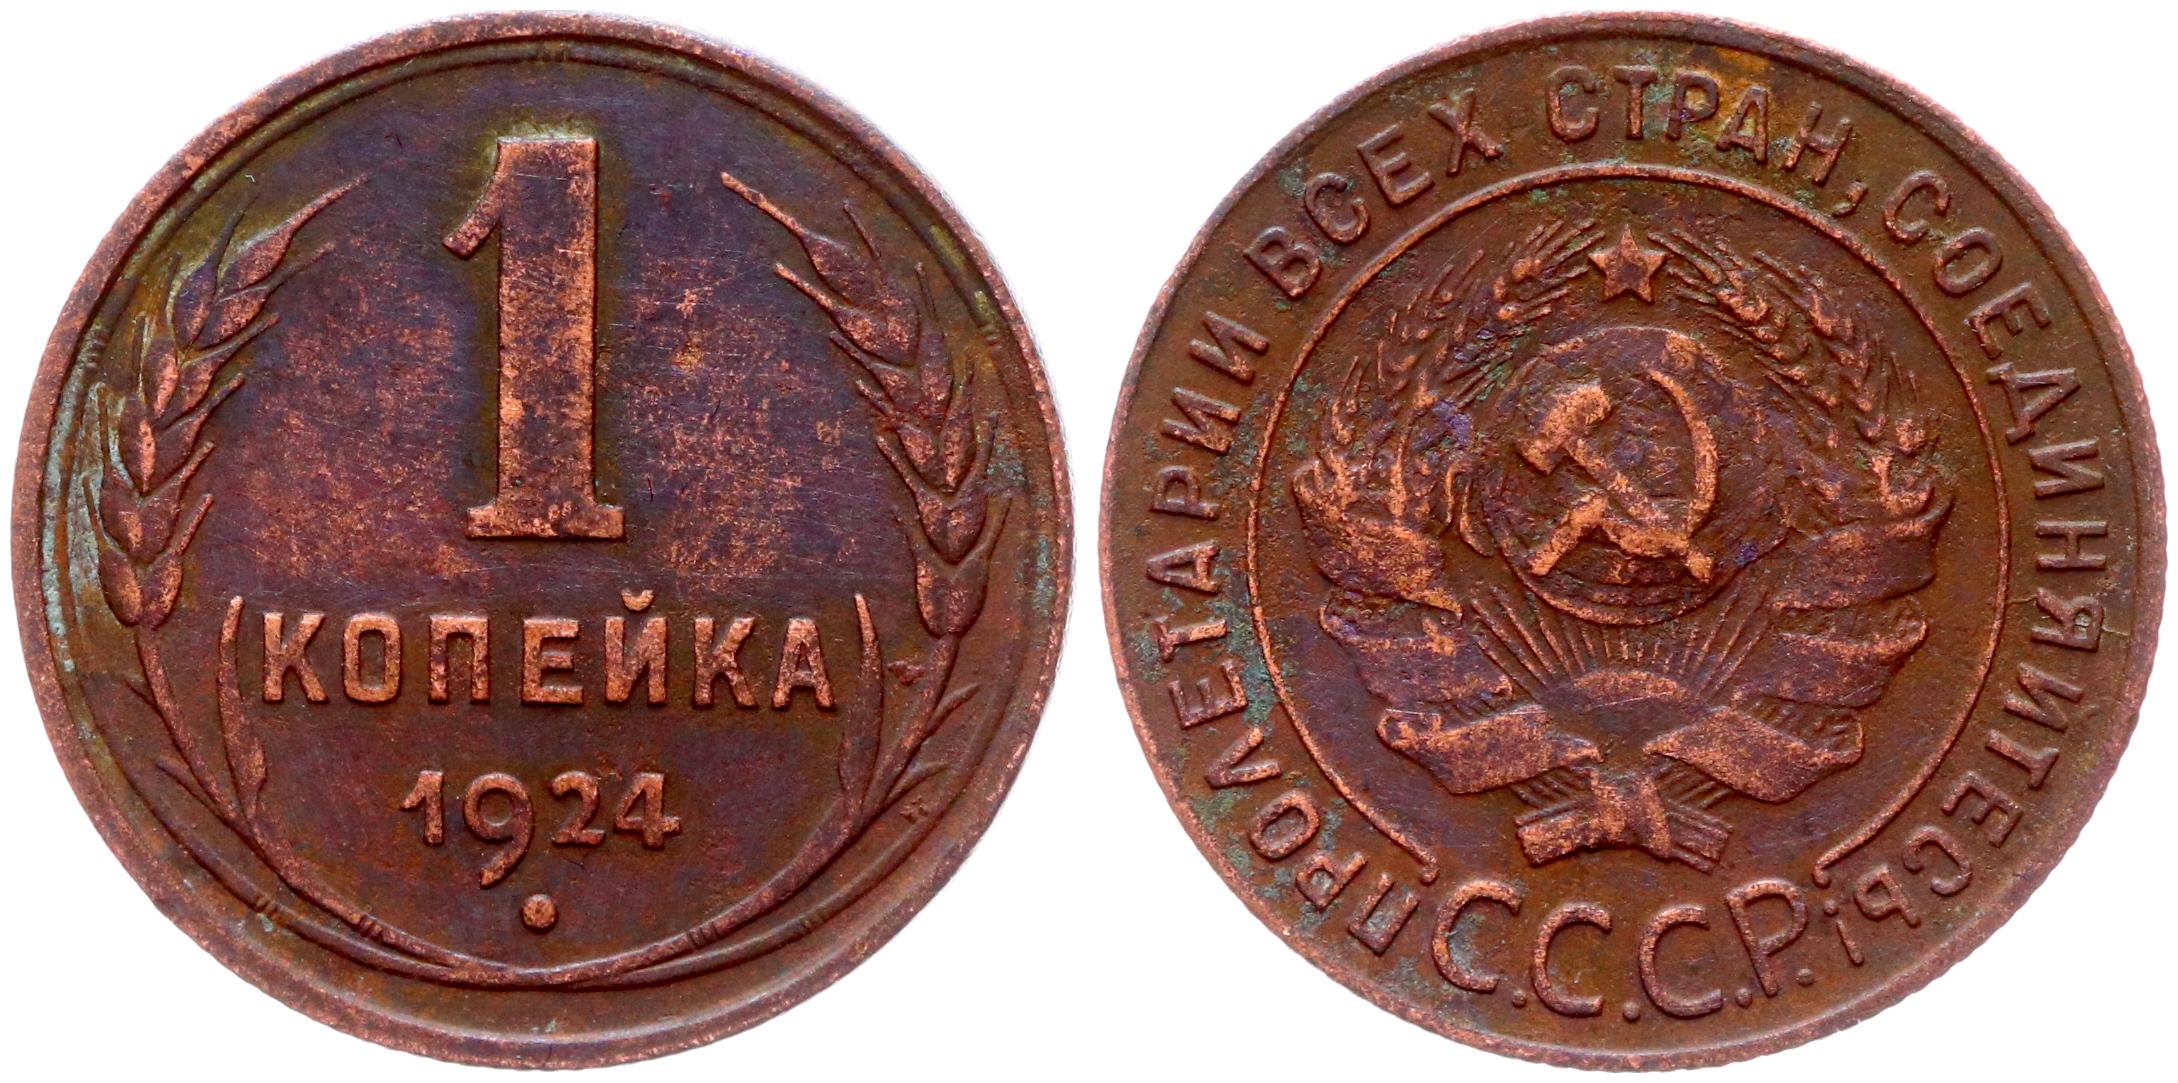 1
КОПЕЙКА
1924
ПРОЛЕТАРИИ ВСЕХ СТРАН, СОЕДИНЯЙТЕСЬ!
С.С.С.Р.